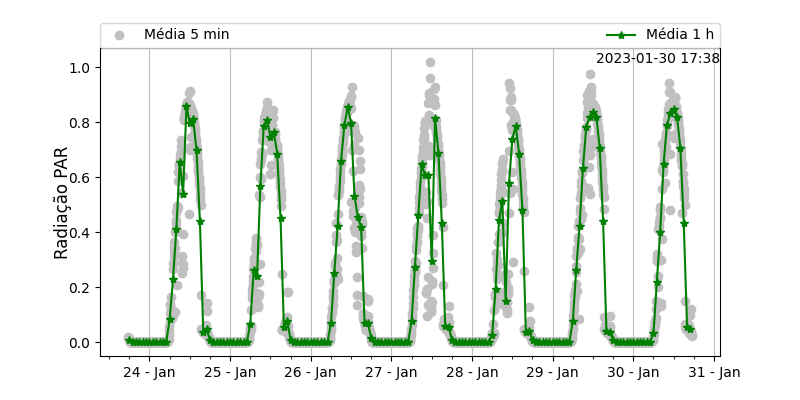 Média 5 min
Média 1 h
2023-01-30 17:38
Radiação PAR
1.0
0.8
0.6
0.4
0.2
0.0
24 - Jan
25 - Jan
26 - Jan
27 - Jan
28 - Jan
29 - Jan
30 - Jan
31 - Jan